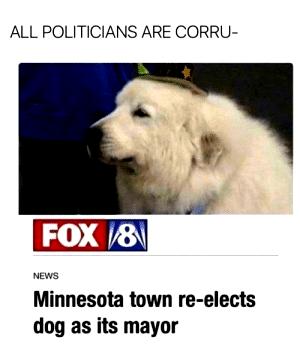 ALL POLITICIANS ARE CORRU-
FOX 8
NEWS
Minnesota town re-elects
dog as its mayor